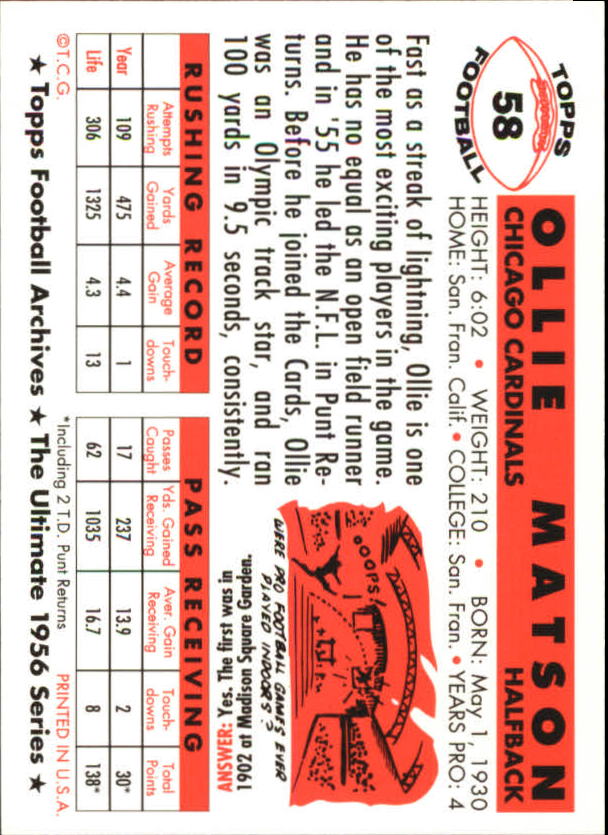 TOPPS
58
FOOTBALL
OLLIE MATSON
CHICAGO CARDINALS HALFBACK
HEIGHT: 6:02 • WEIGHT: 210 • BORN: May 1, 1930
HOME: San. Fran. Calif. • COLLEGE: San. Fran. • YEARS PRO: 4
Fast as a streak of lightning, Ollie is one
of the most exciting players in the game.
He has no equal as an open field runner
and in '55 he led the N.F.L. in Punt Re-
turns. Before he joined the Cards, Ollie
was an Olympic track star, and ran
100 yards in 9.5 seconds, consistently.
OOOPS!
WERE PRO FOOTBALL GAMES EVER
PLAYED INDOORS?
ANSWER: Yes. The first was in
1902 at Madison Square Garden.
RUSHING RECORD
Attempts Rushing Yards Gained Average Gain Touch-downs
Year 109 475 4.4 1
Life 306 1325 4.3 13
PASS RECEIVING
Passes Caught Yds. Gained Receiving Aver. Gain Receiving Touch-downs Total Points
17 237 13.9 2 30*
62 1035 16.7 8 138*
©T.C.G. *Including 2 T.D. Punt Returns PRINTED IN U.S.A.
★ Topps Football Archives ★ The Ultimate 1956 Series ★